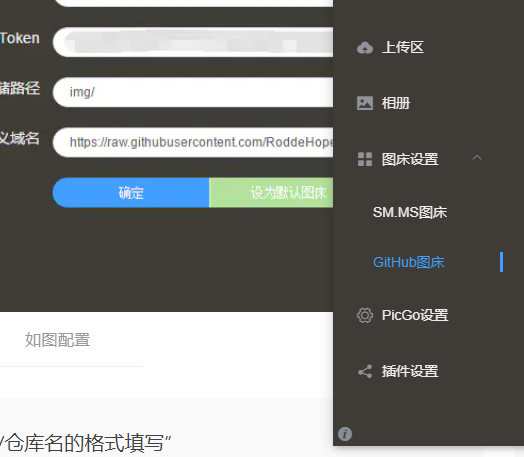 Token
储路径
img/
义域名
https://raw.githubusercontent.com/RoddeHope
确定
设为默认图床
如图配置
/仓库名的格式填写”
上传区
相册
图床设置
SM.MS图床
GitHub图床
PicGo设置
插件设置